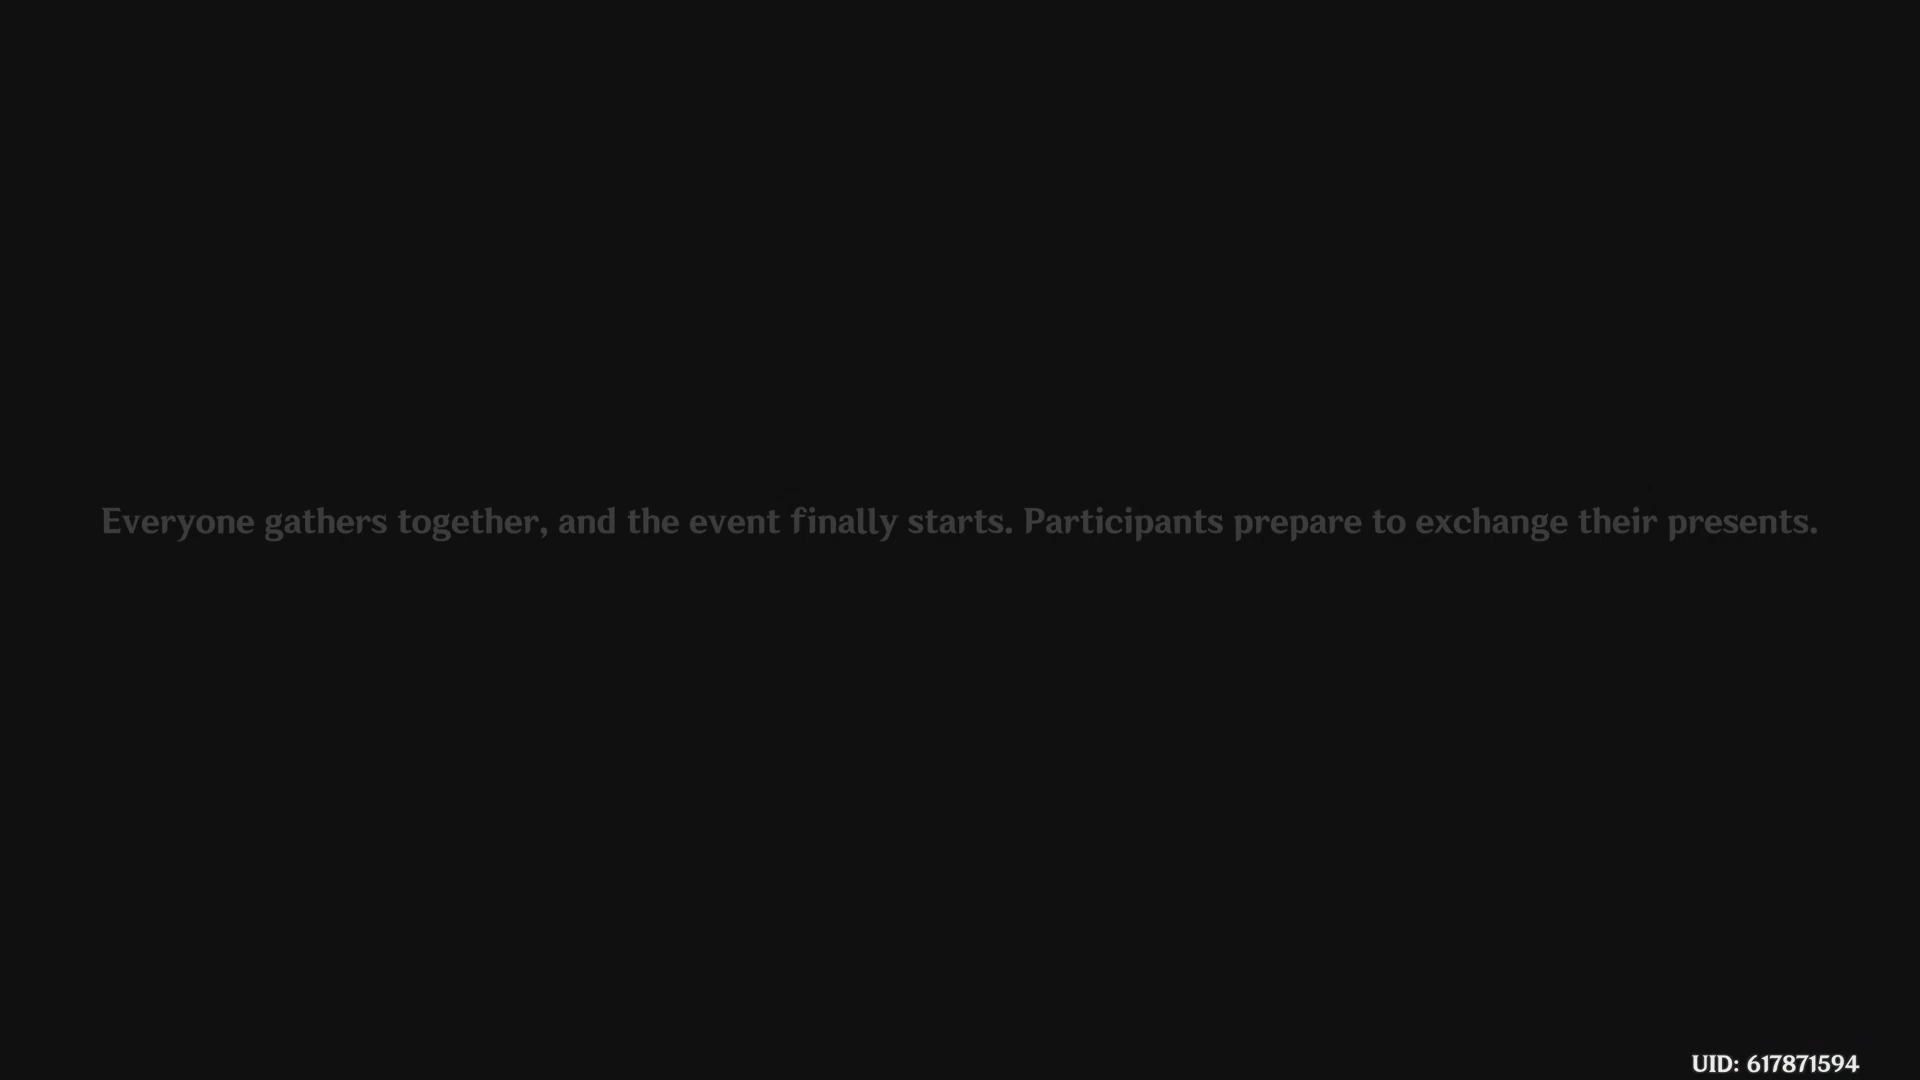 Everyone gathers together, and the event finally starts. Participants prepare to exchange their presents.
UID: 617871594